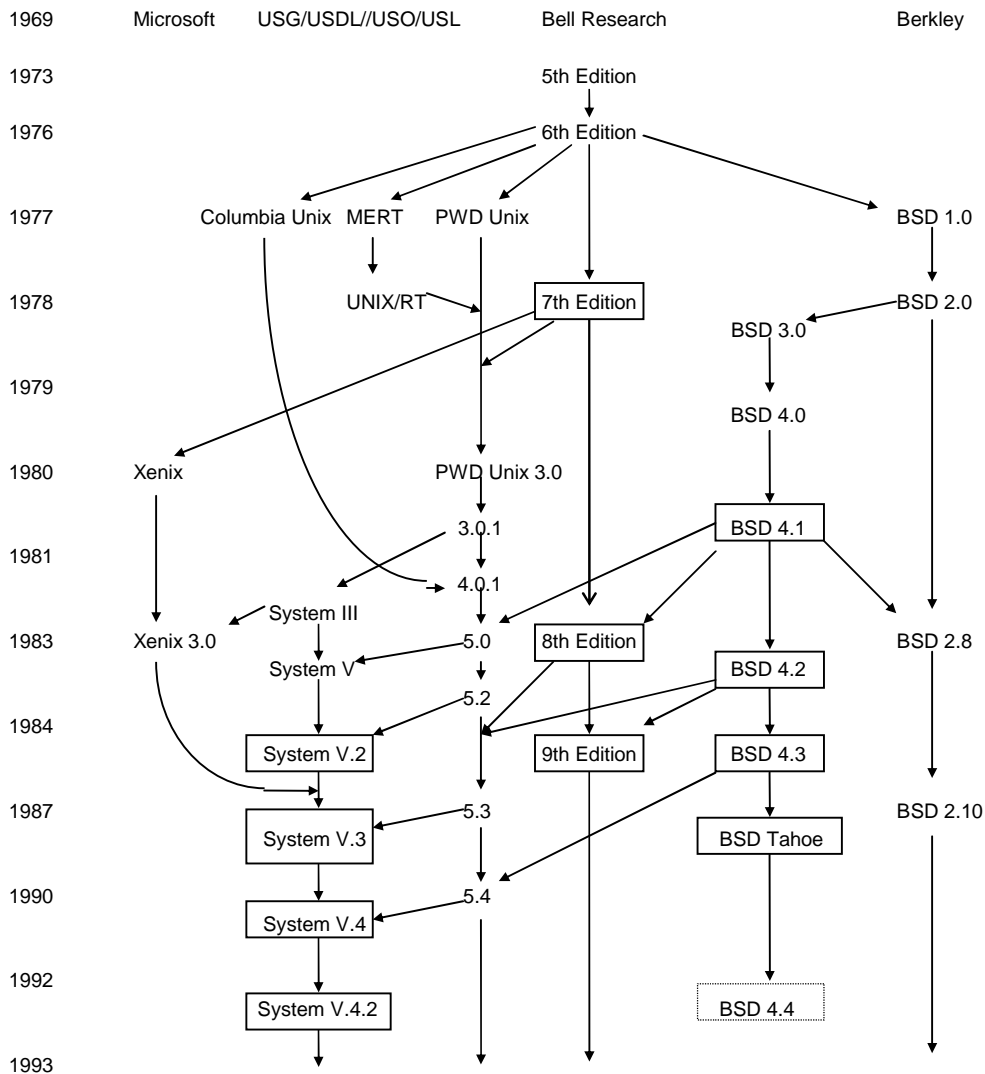 1969 Microsoft USG/USDL//USO/USL Bell Research Berkley
1973 5th Edition
1976 6th Edition
1977 Columbia Unix MERT PWD Unix BSD 1.0
1978 UNIX/RT 7th Edition BSD 2.0
BSD 3.0
1979
BSD 4.0
1980 Xenix PWD Unix 3.0
3.0.1 BSD 4.1
1981
4.0.1
System III
1983 Xenix 3.0 5.0 8th Edition BSD 2.8
System V BSD 4.2
5.2
1984
System V.2 9th Edition BSD 4.3
1987 5.3 BSD 2.10
System V.3 BSD Tahoe
1990 5.4
System V.4
1992
System V.4.2 BSD 4.4
1993